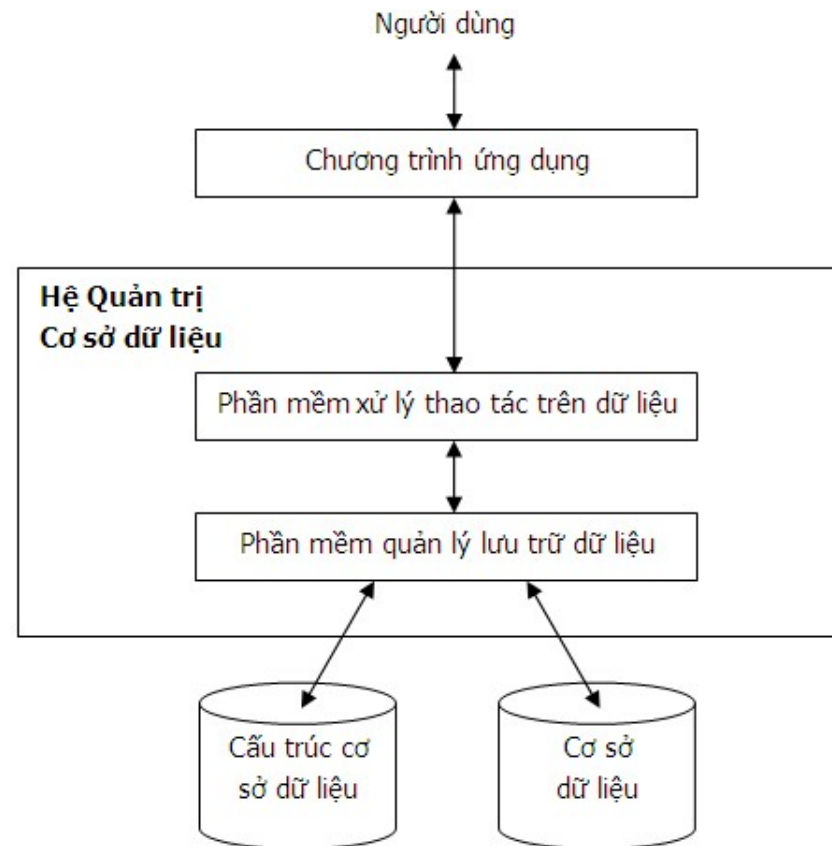 Người dùng
Chương trình ứng dụng
Hệ Quản trị
Cơ sở dữ liệu
Phần mềm xử lý thao tác trên dữ liệu
Phần mềm quản lý lưu trữ dữ liệu
Cấu trúc cơ
sở dữ liệu
Cơ sở
dữ liệu